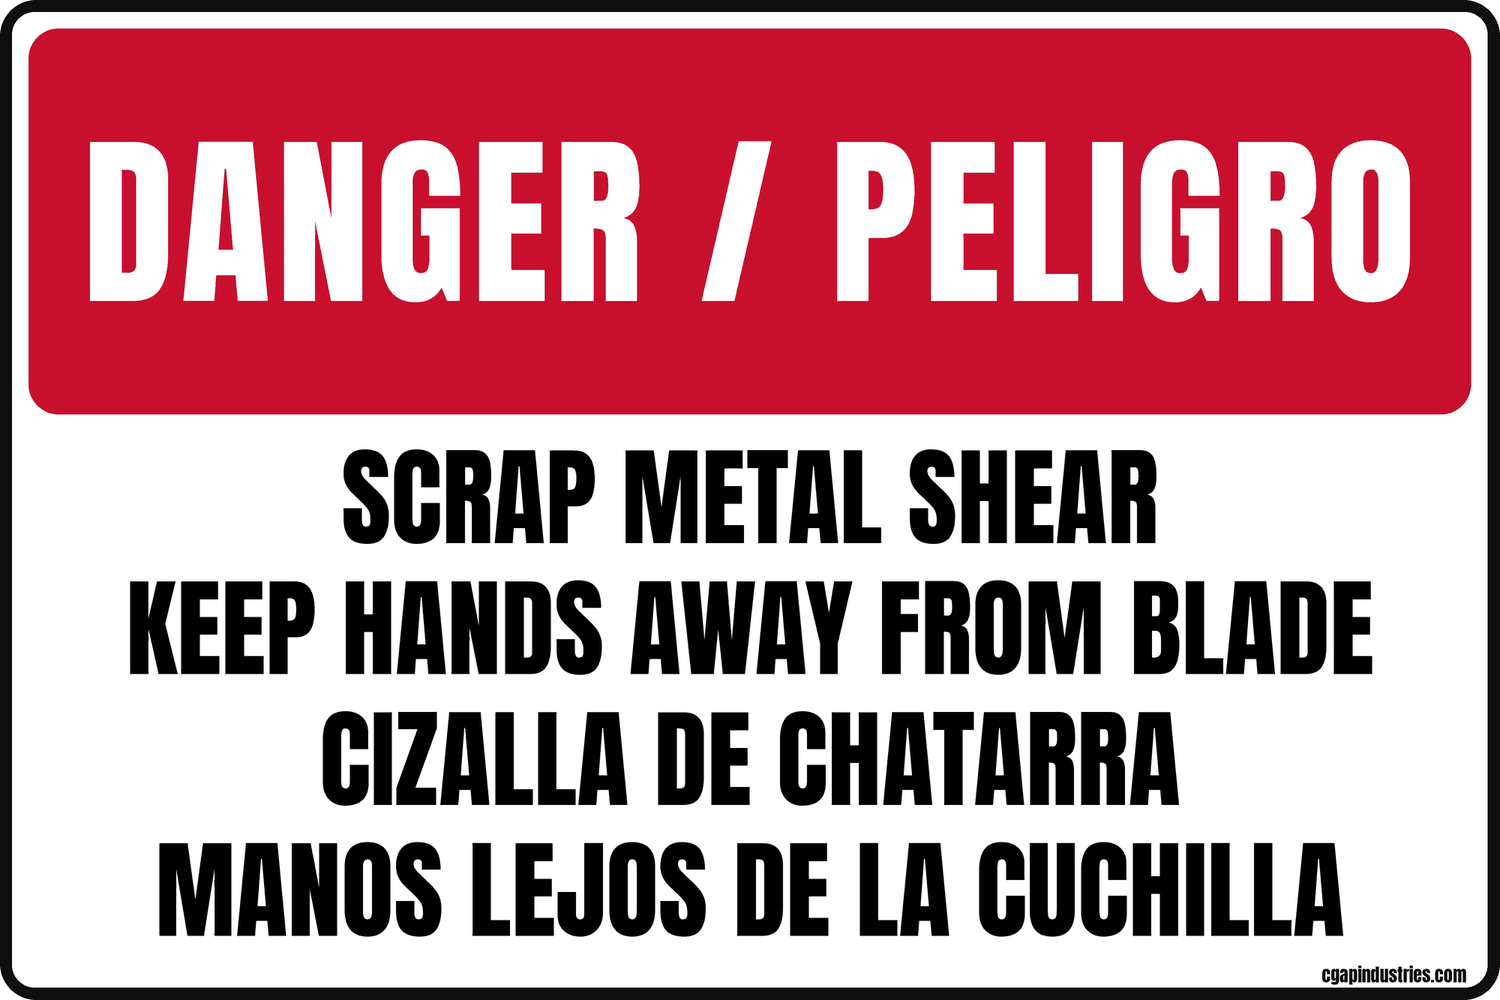 DANGER / PELIGRO
SCRAP METAL SHEAR
KEEP HANDS AWAY FROM BLADE
CIZALLA DE CHATARRA
MANOS LEJOS DE LA CUCHILLA
cgapindustries.com